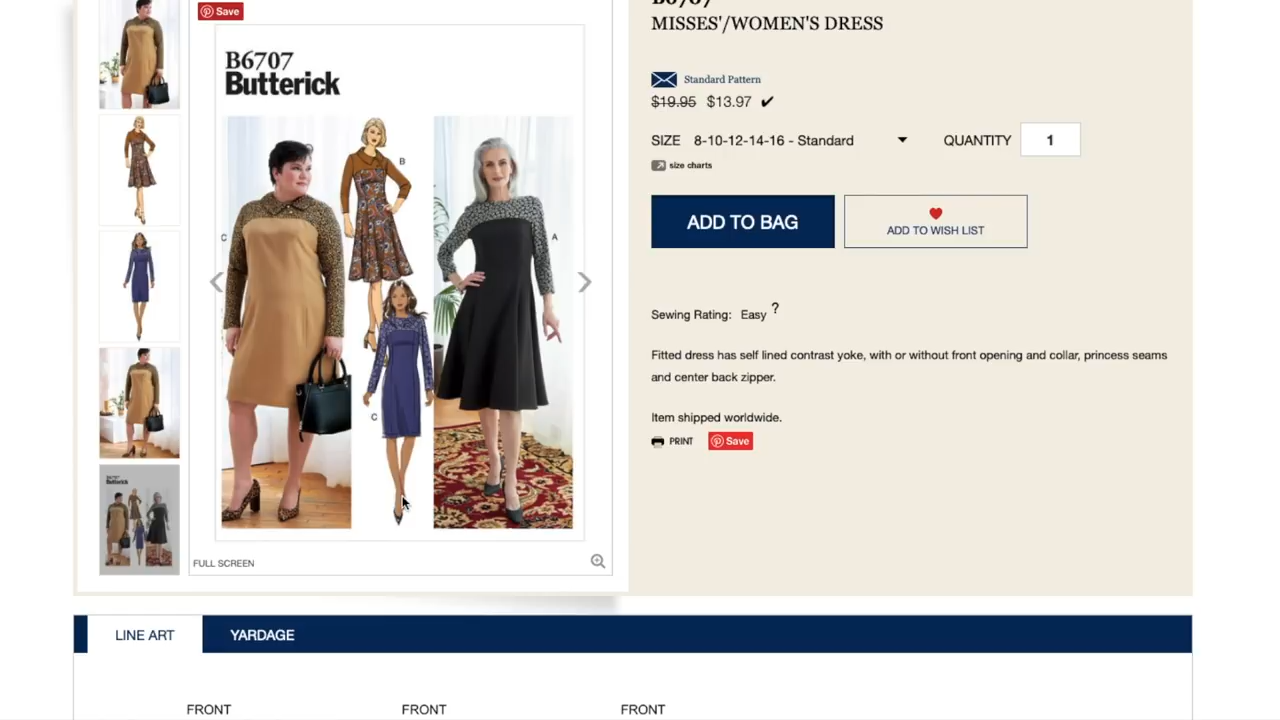 Save
B6707
Butterick
B
C
A
C
FULL SCREEN
B6707
MISSES'/WOMEN'S DRESS
Standard Pattern
$19.95 $13.97 ✔
SIZE 8-10-12-14-16 - Standard QUANTITY 1
size charts
ADD TO BAG
ADD TO WISH LIST
Sewing Rating: Easy ?
Fitted dress has self lined contrast yoke, with or without front opening and collar, princess seams
and center back zipper.
Item shipped worldwide.
PRINT Save
LINE ART YARDAGE
FRONT FRONT FRONT